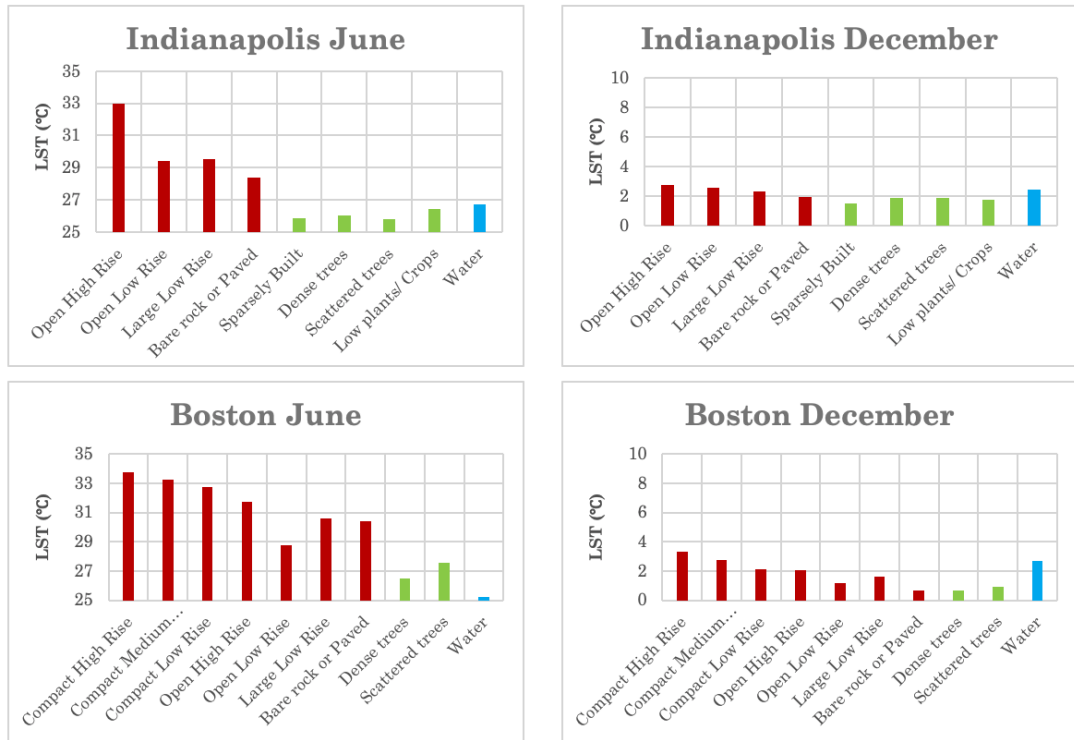 Indianapolis June
LST (℃)
35
33
31
29
27
25
Open High Rise
Open Low Rise
Large Low Rise
Bare rock or Paved
Sparsely Built
Dense trees
Scattered trees
Low plants/ Crops
Water
Indianapolis December
LST (℃)
10
8
6
4
2
0
Open High Rise
Open Low Rise
Large Low Rise
Bare rock or Paved
Sparsely Built
Dense trees
Scattered trees
Low plants/ Crops
Water
Boston June
LST (℃)
35
33
31
29
27
25
Compact High Rise
Compact Medium…
Compact Low Rise
Open High Rise
Open Low Rise
Large Low Rise
Bare rock or Paved
Dense trees
Scattered trees
Water
Boston December
LST (℃)
10
8
6
4
2
0
Compact High Rise
Compact Medium…
Compact Low Rise
Open High Rise
Open Low Rise
Large Low Rise
Bare rock or Paved
Dense trees
Scattered trees
Water